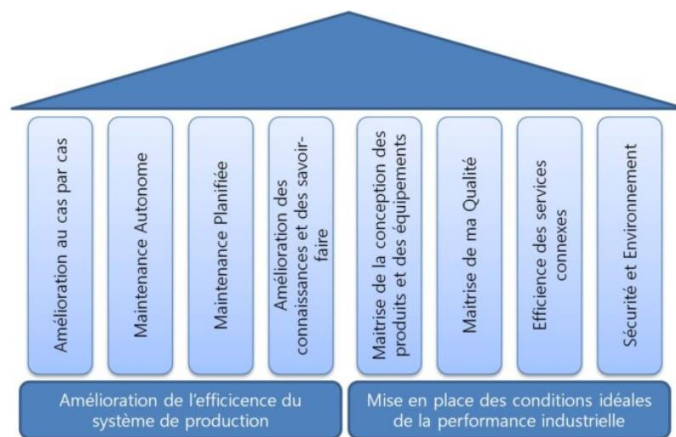 Amélioration au cas par cas
Maintenance Autonome
Maintenance Planifiée
Amélioration des
connaissances et des savoir-
faire
Maitrise de la conception des
produits et des équipements
Maitrise de ma Qualité
Efficience des services
connexes
Sécurité et Environnement
Amélioration de l'efficicence du
système de production
Mise en place des conditions idéales
de la performance industrielle